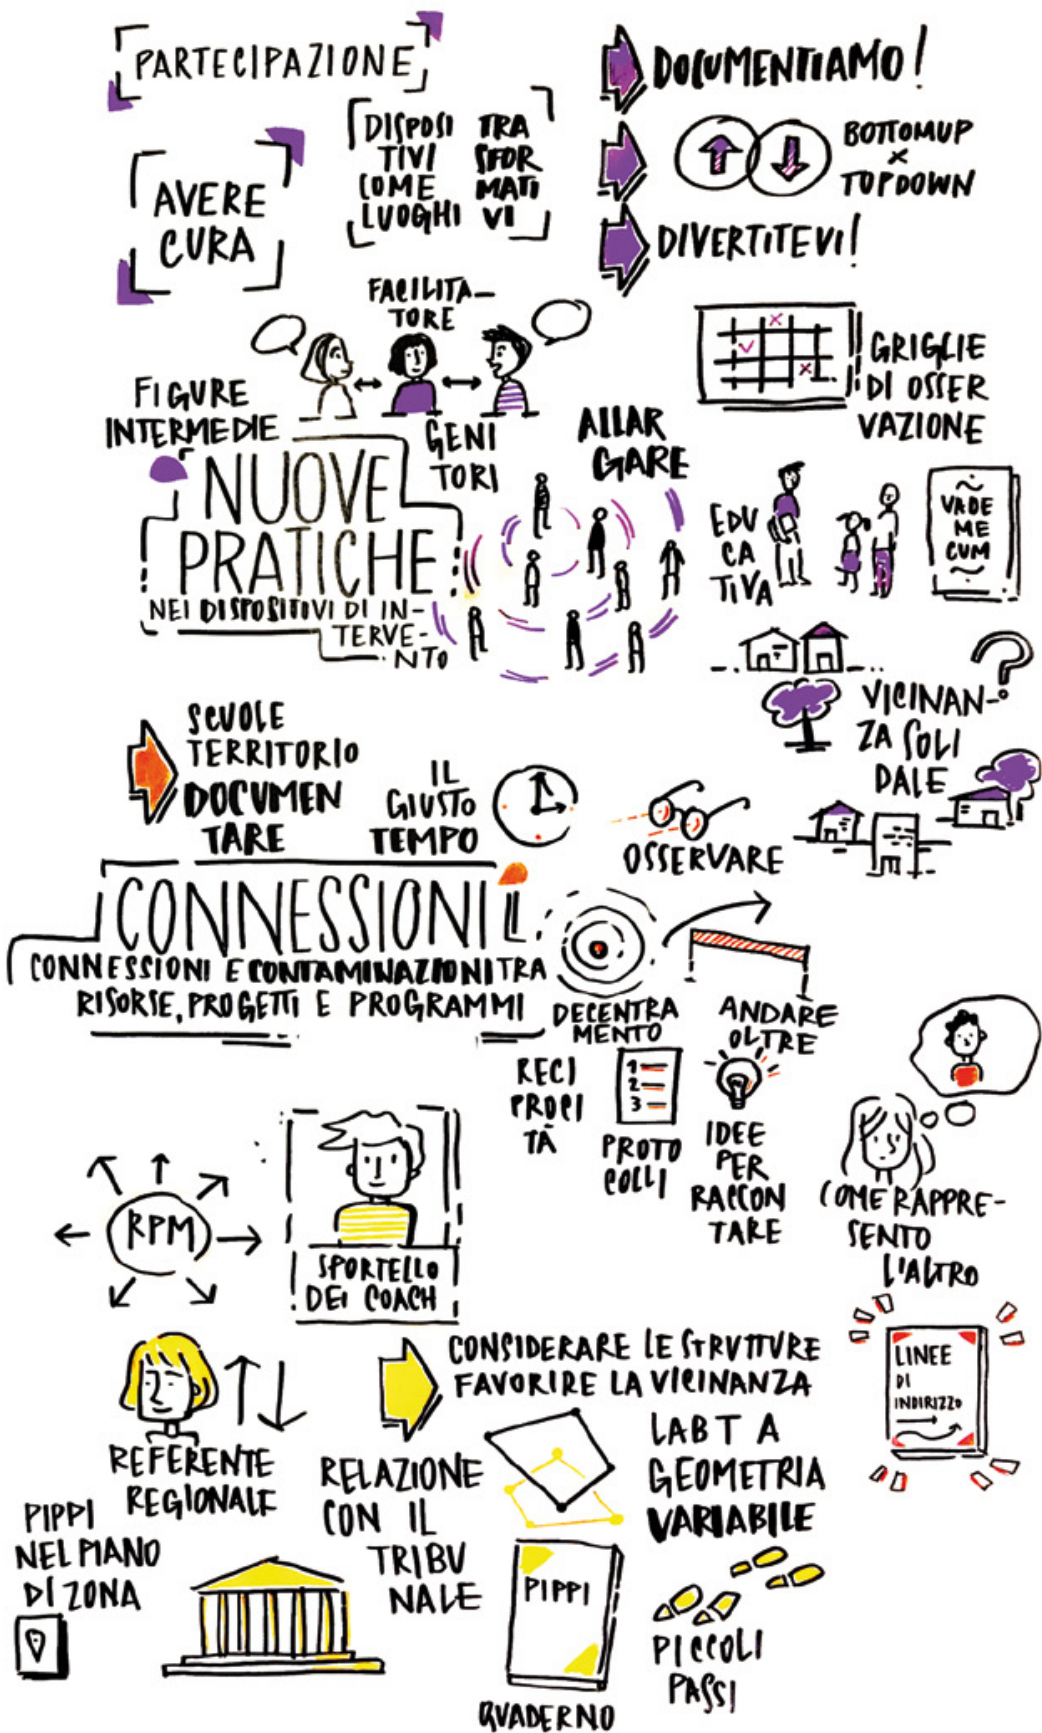 PARTECIPAZIONE
DOCUMENTIAMO!
DISPOSI TRA
TIVI SFOR
COME MATI
LUOGHI VI
BOTTOMUP
x
TOPDOWN
AVERE
CURA
DIVERTITEVI!
FACILITA-
TORE
GRIGLIE
DI OSSER
VAZIONE
FIGURE
INTERMEDIE
GENI
TORI
ALLAR
GARE
NUOVE
PRATICHE
NEI DISPOSITIVI DI IN-
TERVE-
NTO
EDU
CA
TIVA
VADE
ME
CUM
VICINAN-
ZA SOLI
DALE
?
SCUOLE
TERRITORIO
DOCUMEN
TARE
IL
GIUSTO
TEMPO
OSSERVARE
CONNESSIONI
CONNESSIONI E CONTAMINAZIONI TRA
RISORSE, PROGETTI E PROGRAMMI
DECENTRA
MENTO
ANDARE
OLTRE
RECI
PROCI
TÀ
1
2
3
PROTO
COLLI
IDEE
PER
RACCON
TARE
COME RAPPRE-
SENTO
L'ALTRO
RPM
SPORTELLO
DEI COACH
LINEE
DI
INDIRIZZO
CONSIDERARE LE STRUTTURE
FAVORIRE LA VICINANZA
REFERENTE
REGIONALE
RELAZIONE
CON IL
TRIBU
NALE
LABT A
GEOMETRIA
VARIABILE
PIPPI
NEL PIANO
DI ZONA
PIPPI
QUADERNO
PICCOLI
PASSI